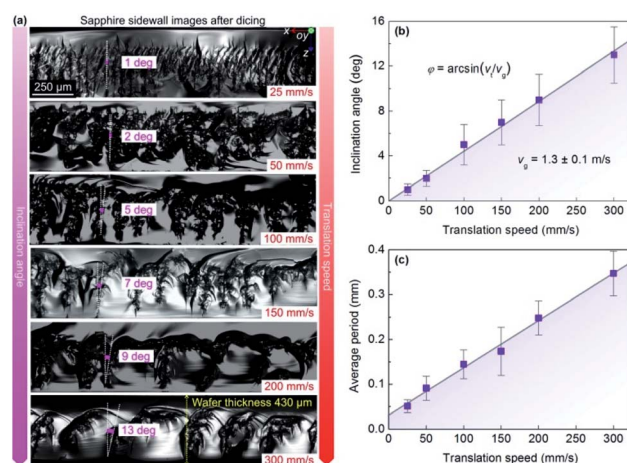 (a) Sapphire sidewall images after dicing
x oy
z
1 deg
250 μm
25 mm/s
2 deg
50 mm/s
5 deg
100 mm/s
7 deg
150 mm/s
9 deg
200 mm/s
Wafer thickness 430 μm
13 deg
300 mm/s
Inclination angle
Translation speed
(b)
16
12
8
4
0
Inclination angle (deg)
φ = arcsin(vt/vg)
vg = 1.3 ± 0.1 m/s
0 50 100 150 200 250 300
Translation speed (mm/s)
(c)
0.4
0.3
0.2
0.1
0.0
Average period (mm)
0 50 100 150 200 250 300
Translation speed (mm/s)